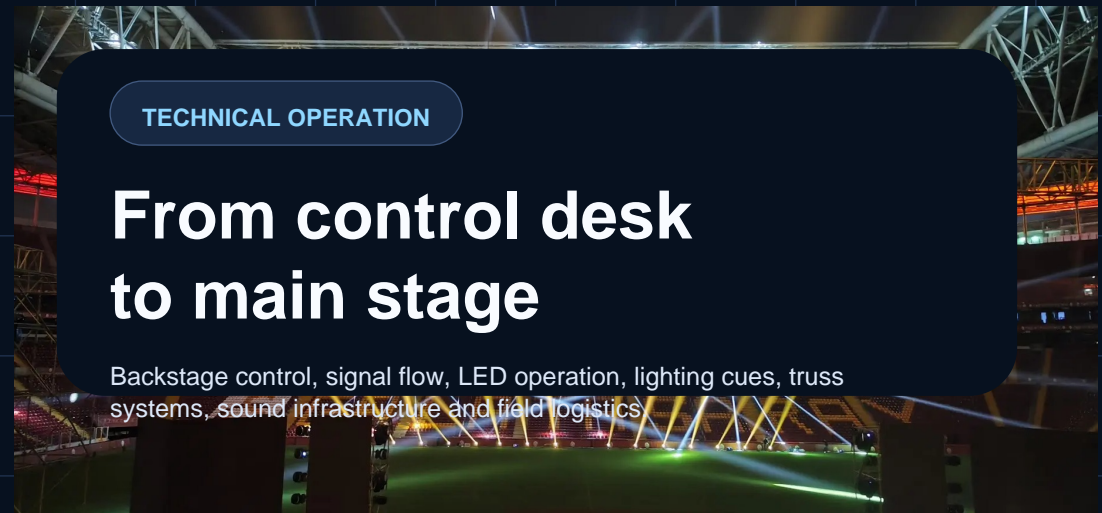 TECHNICAL OPERATION
From control desk
to main stage
Backstage control, signal flow, LED operation, lighting cues, truss
systems, sound infrastructure and field logistics.